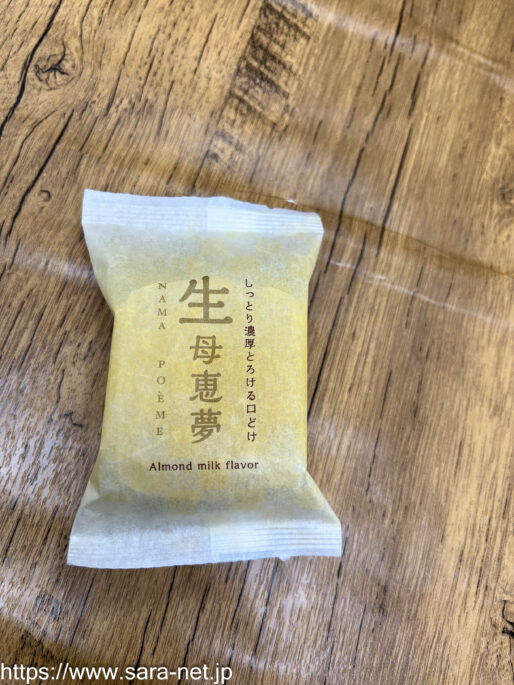 しっとり濃厚とろける口どけ
生母恵夢
NAMA POÈME
Almond milk flavor
https://www.sara-net.jp